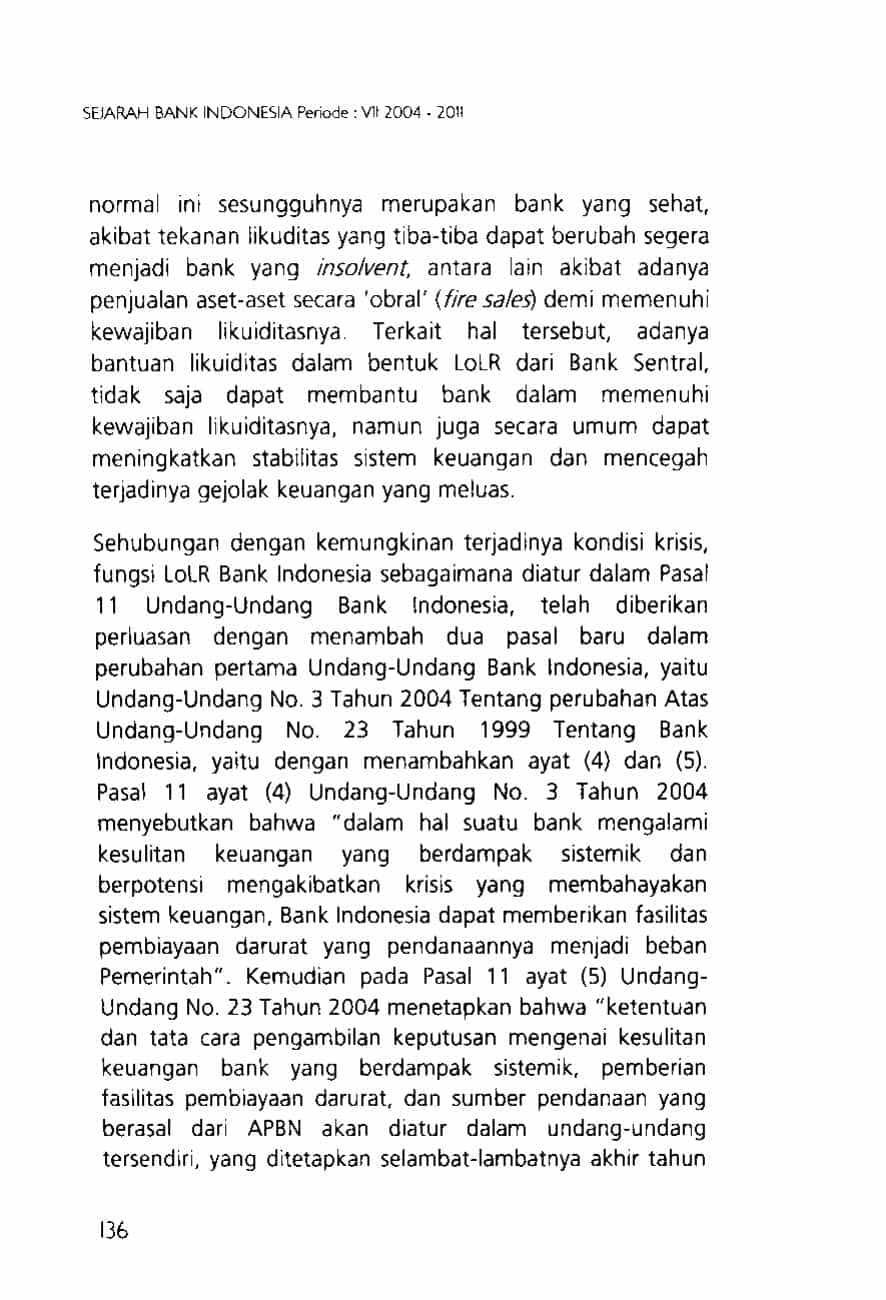 SEJARAH BANK INDONESIA Periode : VII 2004 - 2011
normal ini sesungguhnya merupakan bank yang sehat,
akibat tekanan likuditas yang tiba-tiba dapat berubah segera
menjadi bank yang insolvent, antara lain akibat adanya
penjualan aset-aset secara 'obral' (fire sales) demi memenuhi
kewajiban likuiditasnya. Terkait hal tersebut, adanya
bantuan likuiditas dalam bentuk LoLR dari Bank Sentral,
tidak saja dapat membantu bank dalam memenuhi
kewajiban likuiditasnya, namun juga secara umum dapat
meningkatkan stabilitas sistem keuangan dan mencegah
terjadinya gejolak keuangan yang meluas.
Sehubungan dengan kemungkinan terjadinya kondisi krisis,
fungsi LoLR Bank Indonesia sebagaimana diatur dalam Pasal
11 Undang-Undang Bank Indonesia, telah diberikan
perluasan dengan menambah dua pasal baru dalam
perubahan pertama Undang-Undang Bank Indonesia, yaitu
Undang-Undang No. 3 Tahun 2004 Tentang perubahan Atas
Undang-Undang No. 23 Tahun 1999 Tentang Bank
Indonesia, yaitu dengan menambahkan ayat (4) dan (5).
Pasal 11 ayat (4) Undang-Undang No. 3 Tahun 2004
menyebutkan bahwa "dalam hal suatu bank mengalami
kesulitan keuangan yang berdampak sistemik dan
berpotensi mengakibatkan krisis yang membahayakan
sistem keuangan, Bank Indonesia dapat memberikan fasilitas
pembiayaan darurat yang pendanaannya menjadi beban
Pemerintah". Kemudian pada Pasal 11 ayat (5) Undang-
Undang No. 23 Tahun 2004 menetapkan bahwa "ketentuan
dan tata cara pengambilan keputusan mengenai kesulitan
keuangan bank yang berdampak sistemik, pemberian
fasilitas pembiayaan darurat, dan sumber pendanaan yang
berasal dari APBN akan diatur dalam undang-undang
tersendiri, yang ditetapkan selambat-lambatnya akhir tahun
136